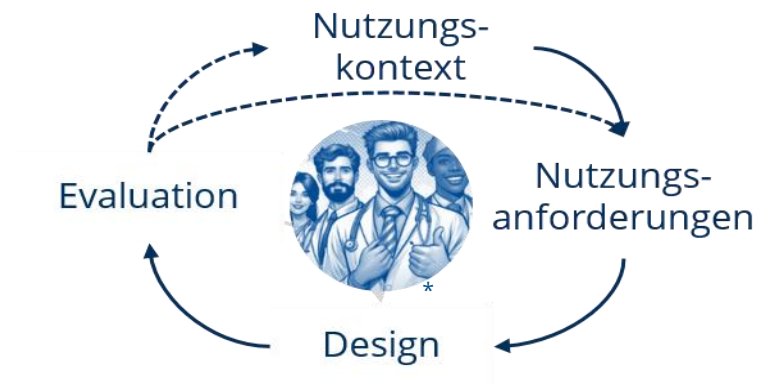 Nutzungs-
kontext
Nutzungs-
anforderungen
Evaluation
*
Design